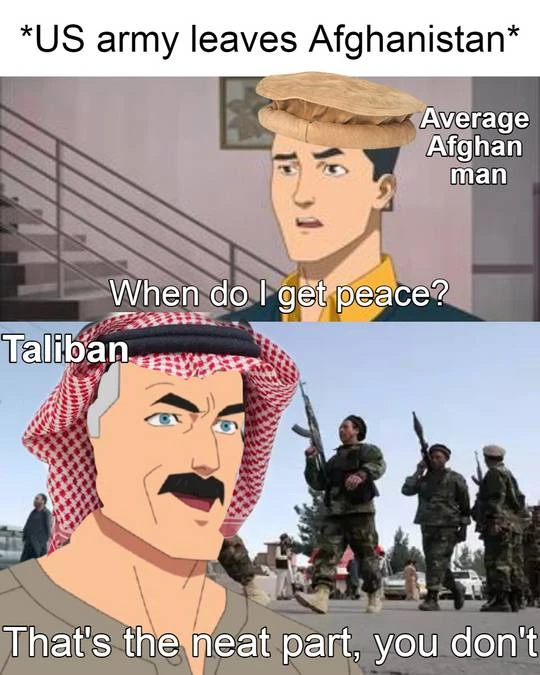 *US army leaves Afghanistan*
Average
Afghan
man
When do I get peace?
Taliban
That's the neat part, you don't